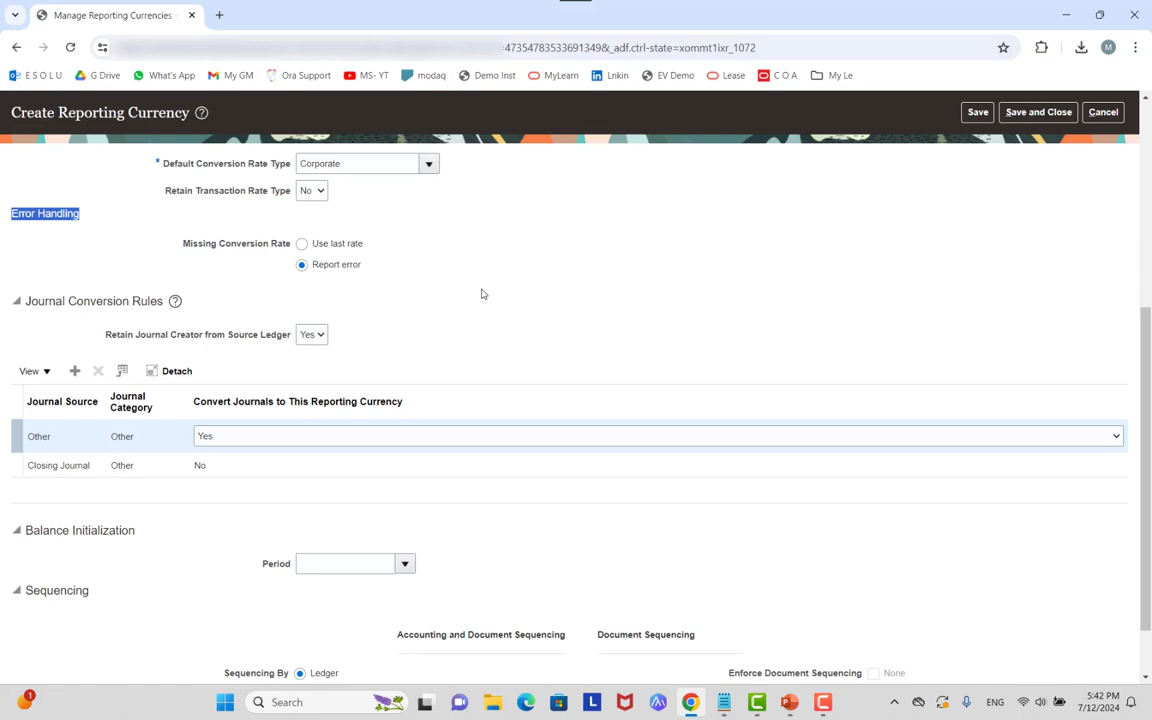 Manage Reporting Currencies
:47354783533691349&_adf.ctrl-state=xommt1ixr_1072
M
E S O L U
G Drive
What's App
My GM
Ora Support
MS- YT
modaq
Demo Inst
MyLearn
Lnkin
EV Demo
Lease
C O A
My Le
Create Reporting Currency
Save
Save and Close
Cancel
* Default Conversion Rate Type Corporate
Retain Transaction Rate Type No
Error Handling
Missing Conversion Rate Use last rate
Report error
Journal Conversion Rules
Retain Journal Creator from Source Ledger Yes
View Detach
Journal Source Journal Category Convert Journals to This Reporting Currency
Other Other Yes
Closing Journal Other No
Balance Initialization
Period
Sequencing
Accounting and Document Sequencing Document Sequencing
Sequencing By Ledger Enforce Document Sequencing None
1
Search
ENG
5:42 PM
7/12/2024